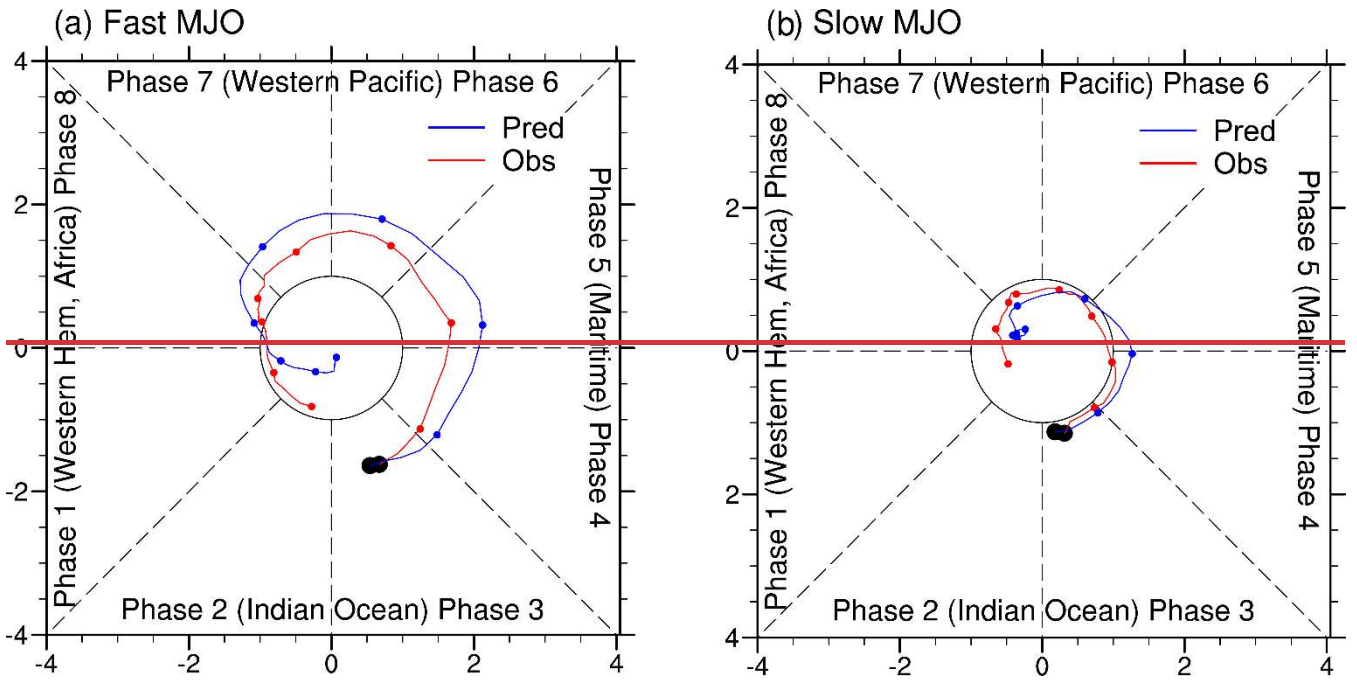 (a) Fast MJO
4
2
0
-2
-4
-4
-2
0
2
4
Phase 7 (Western Pacific) Phase 6
Phase 1 (Western Hem, Africa) Phase 8
Phase 5 (Maritime) Phase 4
Phase 2 (Indian Ocean) Phase 3
Pred
Obs
(b) Slow MJO
4
2
0
2
4
-4
-2
0
2
4
Phase 7 (Western Pacific) Phase 6
Phase 1 (Western Hem, Africa) Phase 8
Phase 5 (Maritime) Phase 4
Phase 2 (Indian Ocean) Phase 3
Pred
Obs